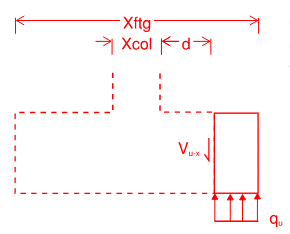 Xftg
Xcol d
Vu-x
qu